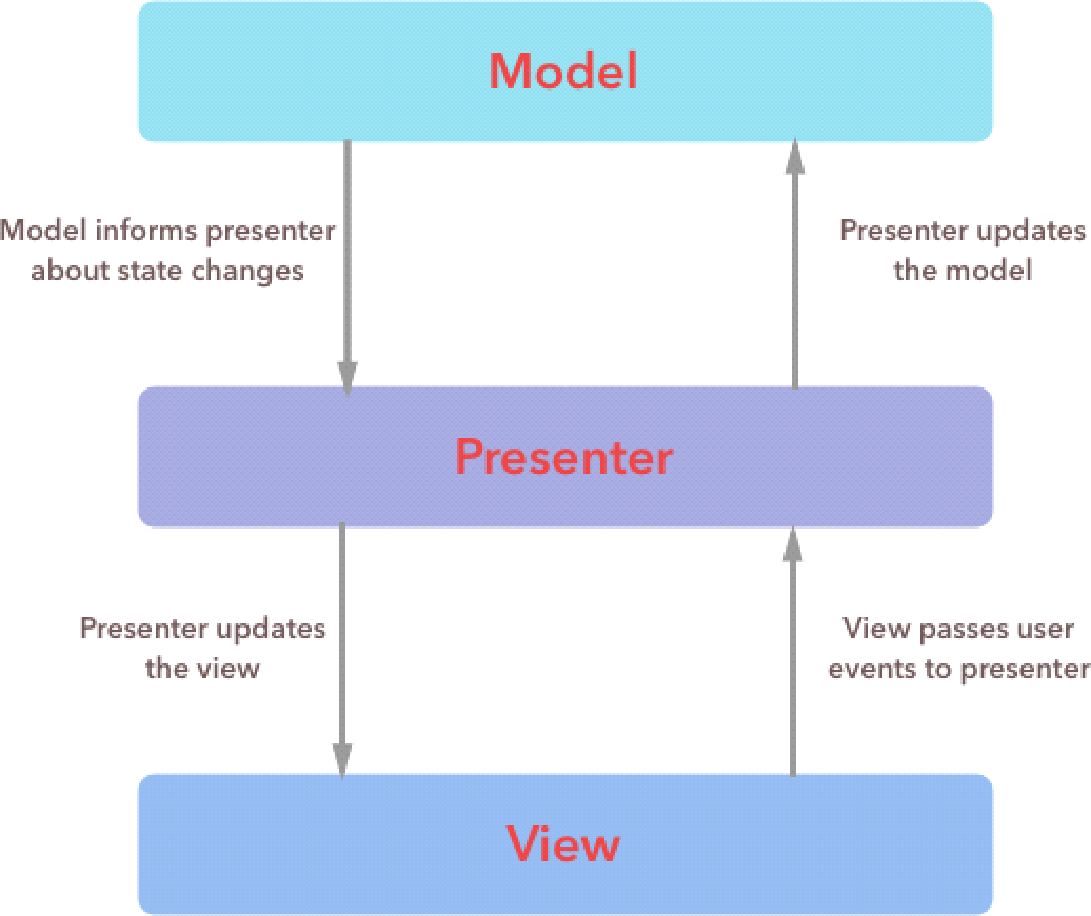 Model
Model informs presenter
about state changes
Presenter updates
the model
Presenter
Presenter updates
the view
View passes user
events to presenter
View